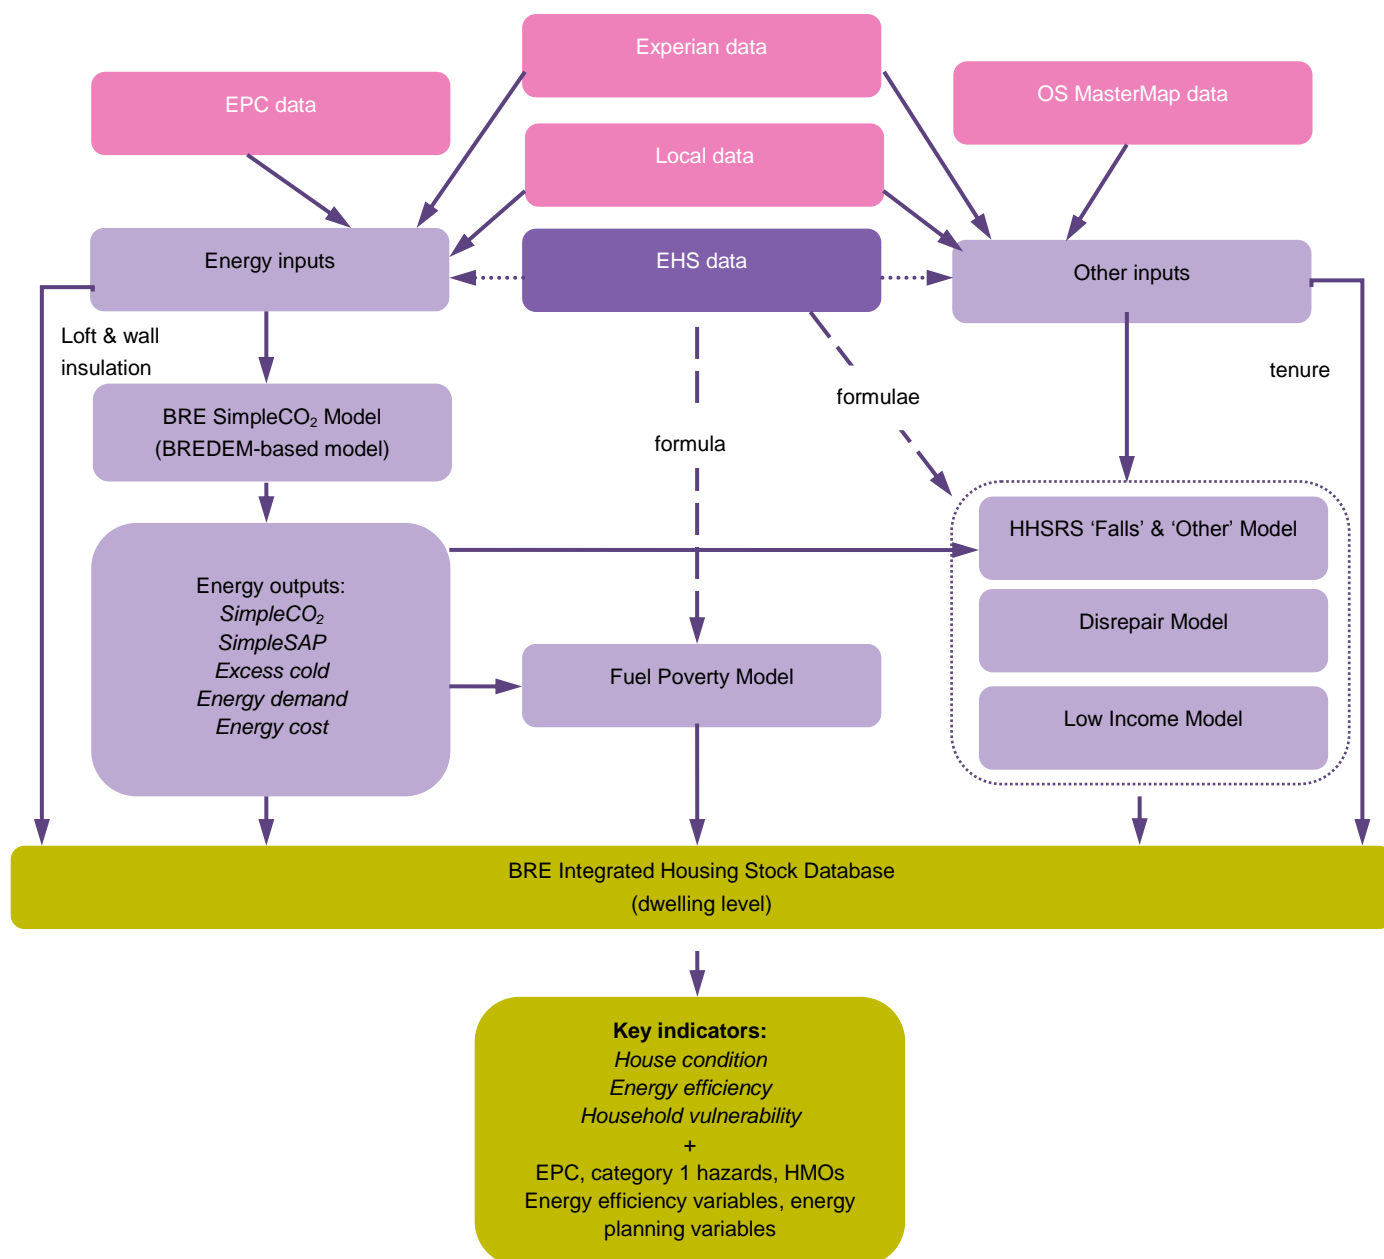 Experian data
EPC data
OS MasterMap data
Local data
Energy inputs
EHS data
Other inputs
Loft & wall
insulation
tenure
formulae
BRE SimpleCO₂ Model
(BREDEM-based model)
formula
HHSRS ‘Falls’ & ‘Other’ Model
Energy outputs:
SimpleCO₂
SimpleSAP
Excess cold
Energy demand
Energy cost
Disrepair Model
Fuel Poverty Model
Low Income Model
BRE Integrated Housing Stock Database
(dwelling level)
Key indicators:
House condition
Energy efficiency
Household vulnerability
+
EPC, category 1 hazards, HMOs
Energy efficiency variables, energy
planning variables